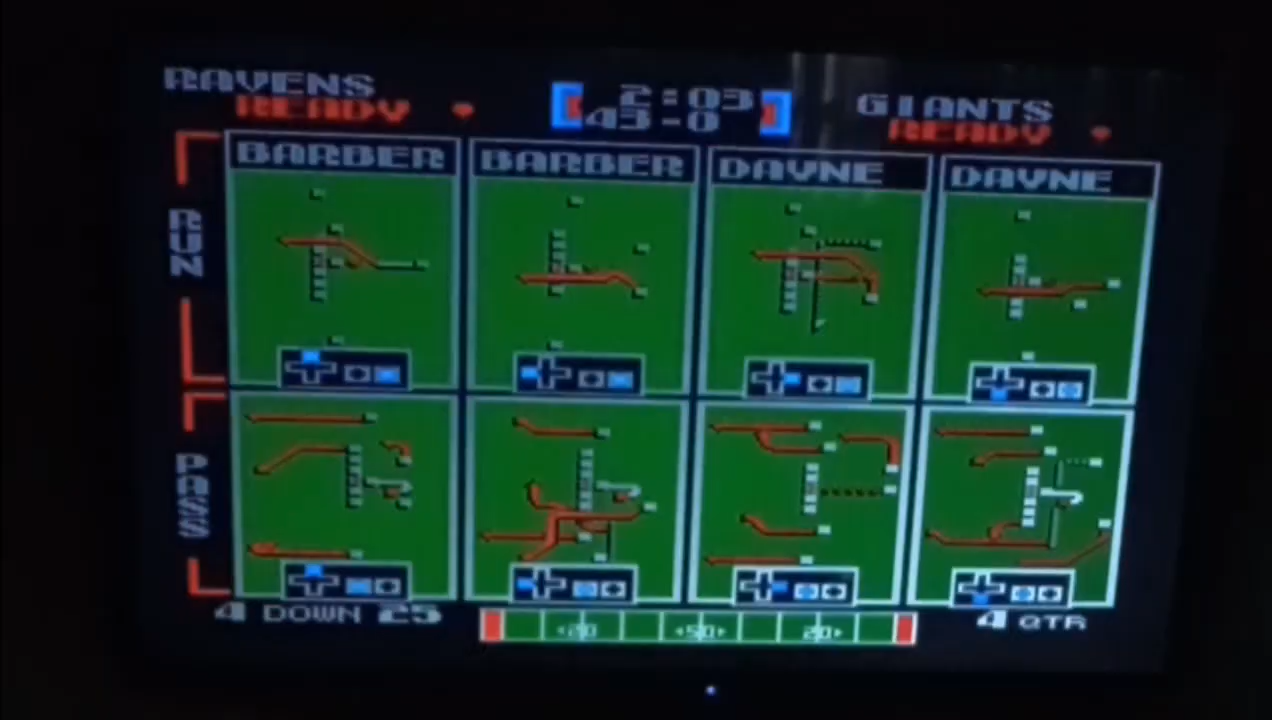 RAVENS
READY
2:03
43-0
GIANTS
READY
BARBER
BARBER
DAYNE
DAYNE
RUN
PASS
4 DOWN 25
<20
<50>
20>
4 QTR